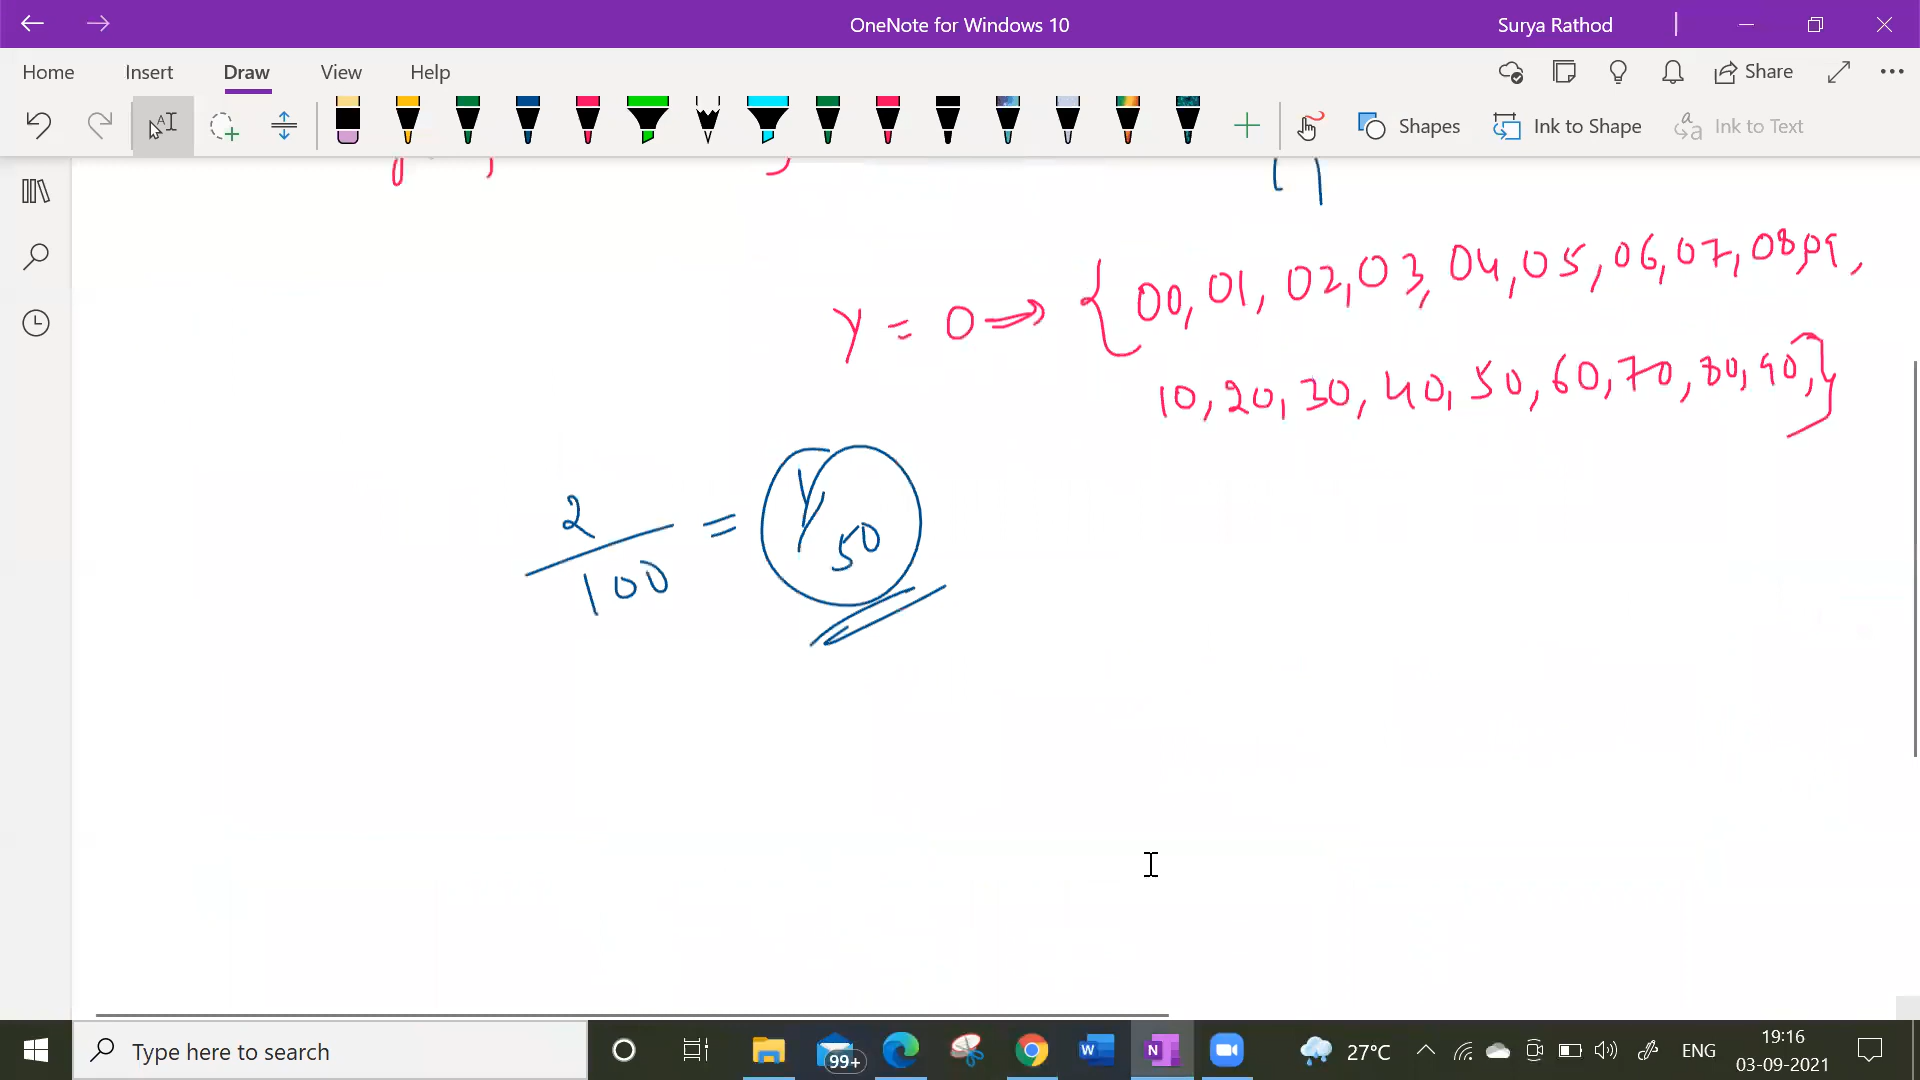 OneNote for Windows 10
Surya Rathod
Home Insert Draw View Help
Share
Shapes Ink to Shape Ink to Text
Y = 0 ⇒ { 00, 01, 02, 03, 04, 05, 06, 07, 08, 09,
10, 20, 30, 40, 50, 60, 70, 80, 90, }
2/100 = 1/50
Type here to search
99+
27°C
ENG
19:16
03-09-2021